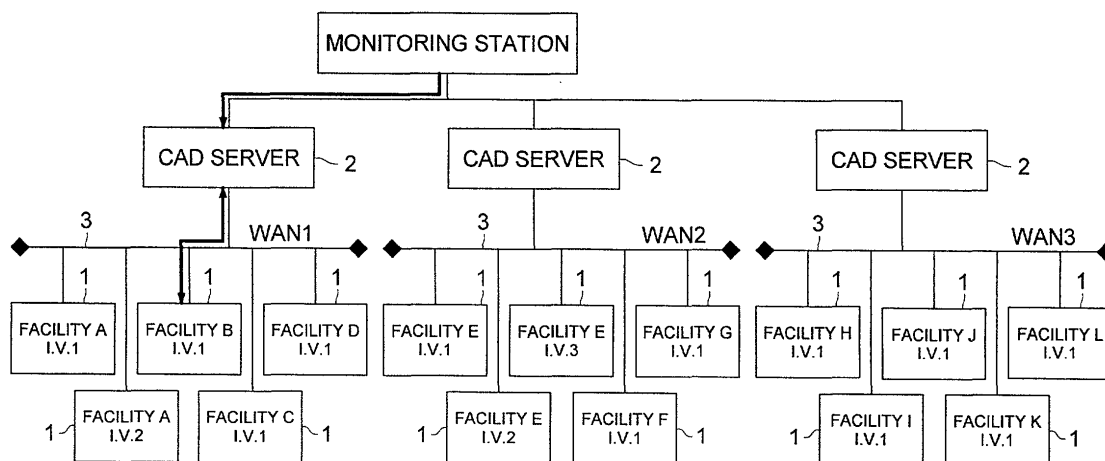 MONITORING STATION
CAD SERVER 2
CAD SERVER 2
CAD SERVER 2
3 WAN1
3 WAN2
3 WAN3
1 1 1
1 1 1
1 1 1
FACILITY A
I.V.1
FACILITY B
I.V.1
FACILITY D
I.V.1
FACILITY E
I.V.1
FACILITY E
I.V.3
FACILITY G
I.V.1
FACILITY H
I.V.1
FACILITY J
I.V.1
FACILITY L
I.V.1
1 FACILITY A
I.V.2
FACILITY C
I.V.1 1
1 FACILITY E
I.V.2
FACILITY F
I.V.1 1
1 FACILITY I
I.V.1
FACILITY K
I.V.1 1